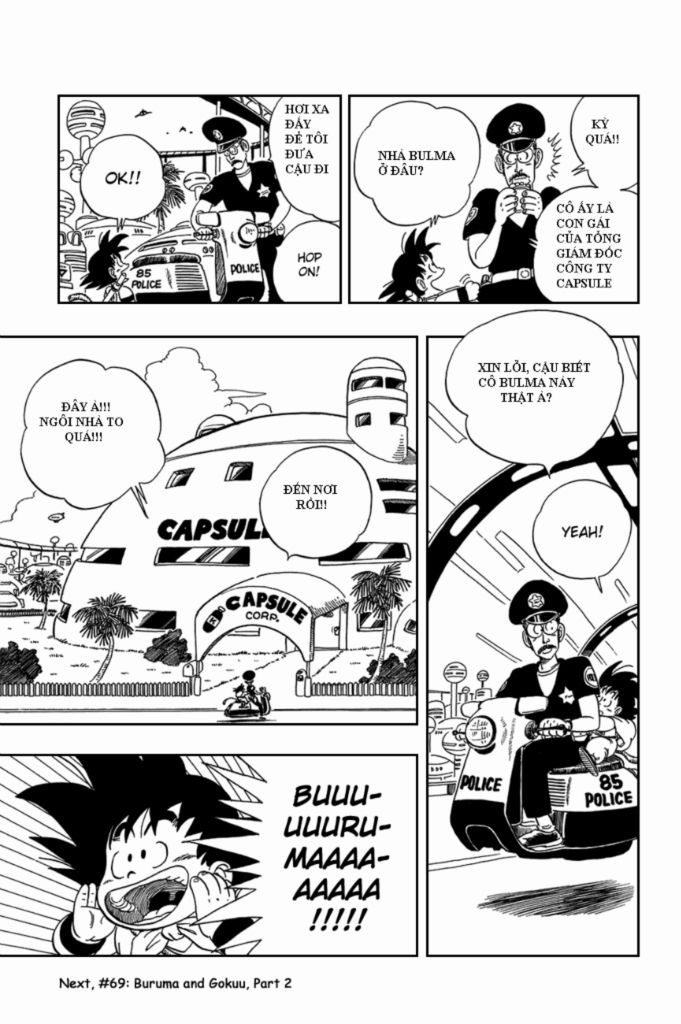 KỲ
QUÁ!!
CÔ ẤY LÀ
CON GÁI
CỦA TỔNG
GIÁM ĐỐC
CÔNG TY
CAPSULE
NHÀ BULMA
Ở ĐÂU?
HƠI XA
ĐẤY
ĐỂ TÔI
ĐƯA
CẬU ĐI
HOP
ON!
OK!!
85
POLICE
POLICE
XIN LỖI, CẬU BIẾT
CÔ BULMA NÀY
THẬT À?
YEAH!
POLICE
85
POLICE
ĐẾN NƠI
RỒI!!
ĐÂY À!!!
NGÔI NHÀ TO
QUÁ!!!
CAPSUL
CAPSULE
CORP.
BUUU-
UUURU-
MAAAA-
AAAAA
!!!!!
Next, #69: Buruma and Gokuu, Part 2